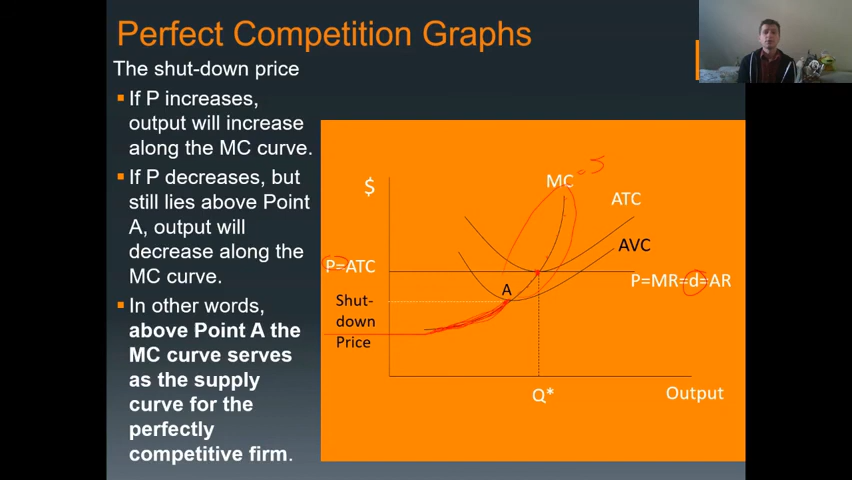 Perfect Competition Graphs
The shut-down price
If P increases,
output will increase
along the MC curve.
If P decreases, but
still lies above Point
A, output will
decrease along the
MC curve.
In other words,
above Point A the
MC curve serves
as the supply
curve for the
perfectly
competitive firm.
$
MC = S
ATC
AVC
P=ATC
P=MR=d=AR
A
Shut-
down
Price
Q*
Output